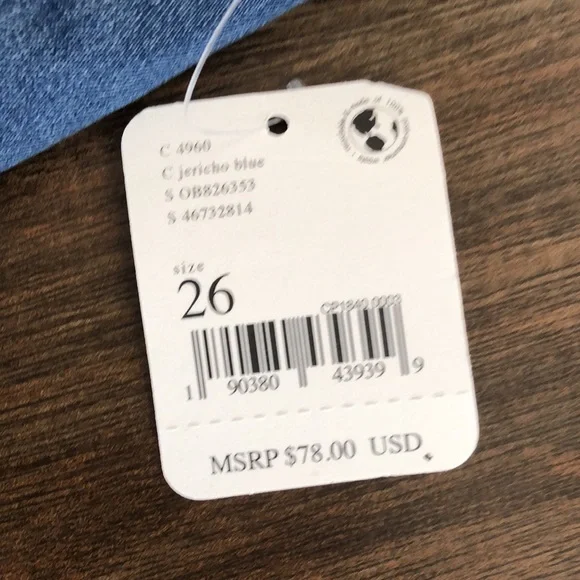 C 4960
C jericho blue
S OB826353
S 46732814
size
26
CP1840 0003
1 90380 43939 9
MSRP $78.00 USD